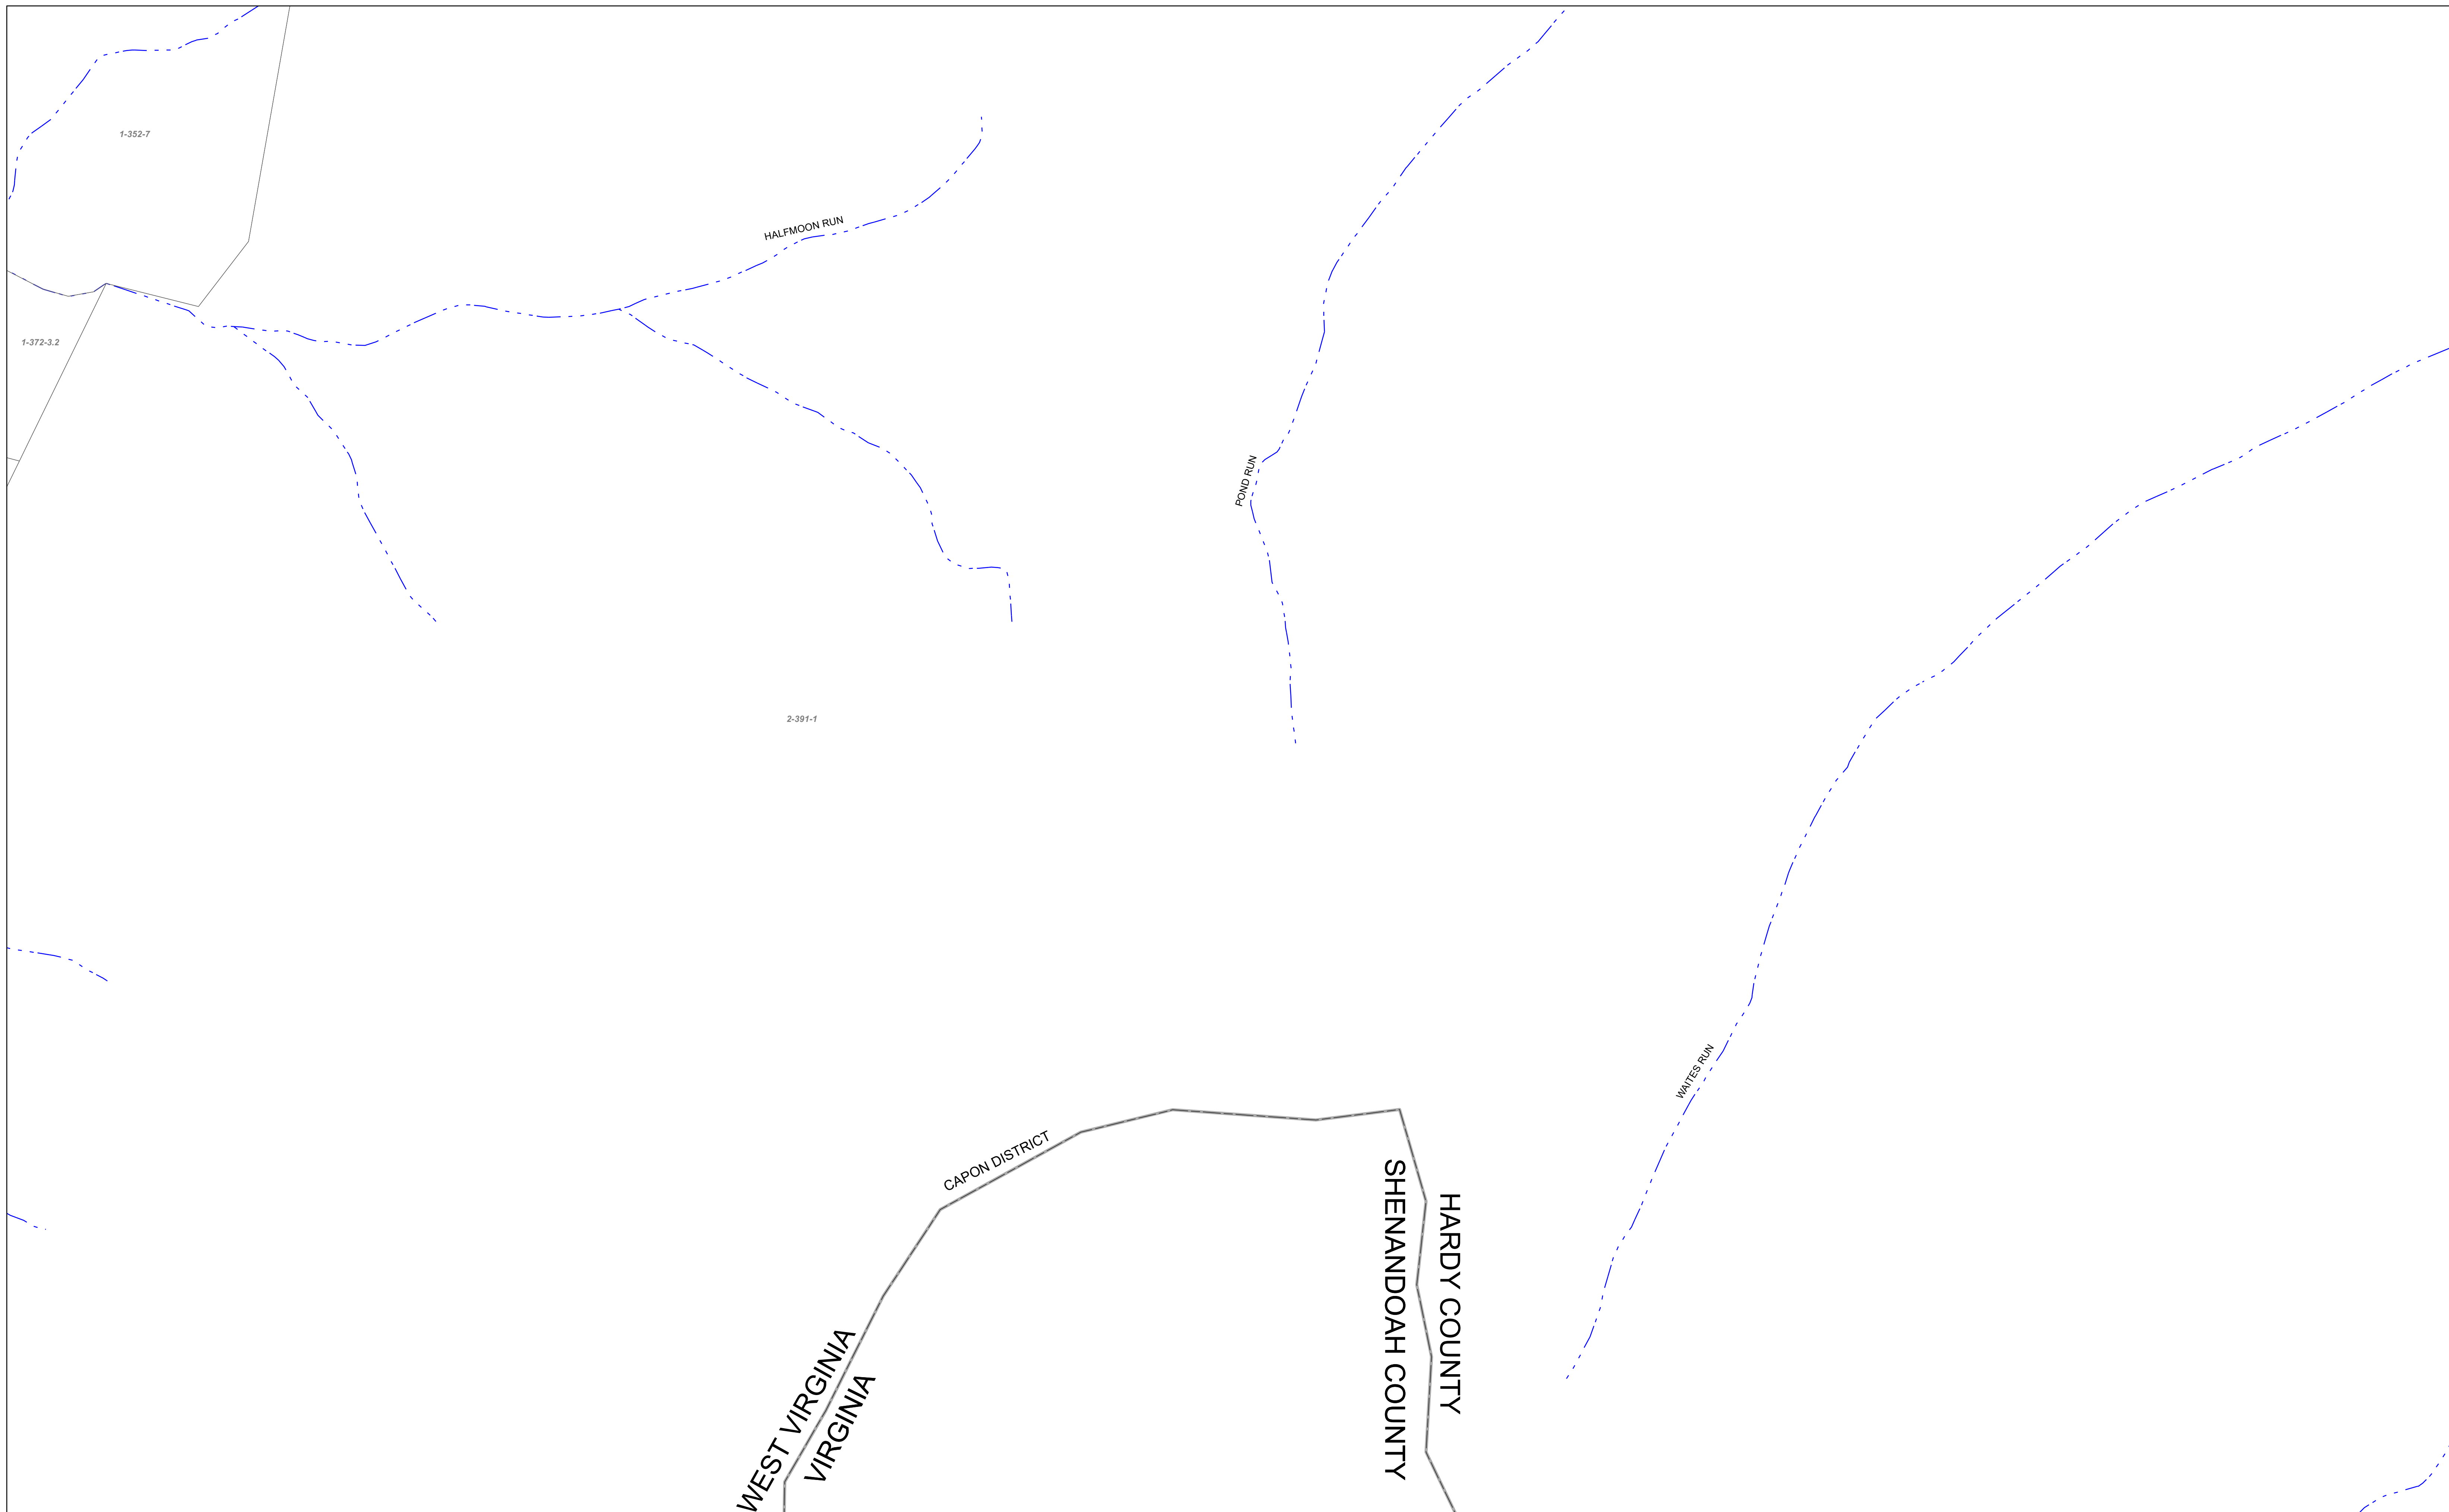 1-352-7
HALFMOON RUN
1-372-3.2
POND RUN
2-391-1
WAITES RUN
CAPON DISTRICT
SHENANDOAH COUNTY
HARDY COUNTY
WEST VIRGINIA
VIRGINIA